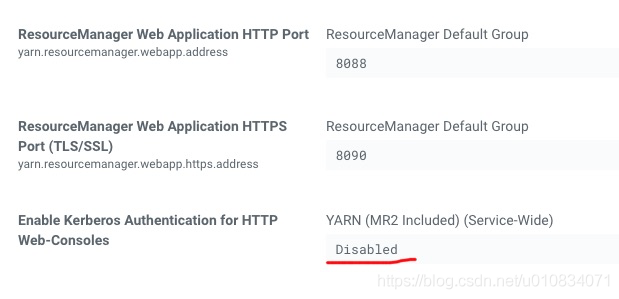 ResourceManager Web Application HTTP Port
yarn.resourcemanager.webapp.address
ResourceManager Default Group
8088
ResourceManager Web Application HTTPS
Port (TLS/SSL)
yarn.resourcemanager.webapp.https.address
ResourceManager Default Group
8090
Enable Kerberos Authentication for HTTP
Web-Consoles
YARN (MR2 Included) (Service-Wide)
Disabled
https://blog.csdn.net/u010834071